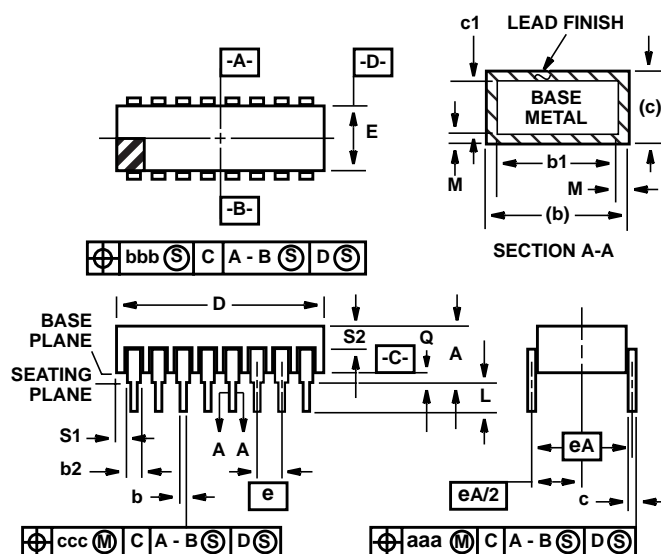 c1 LEAD FINISH
-A- -D-
E
BASE
METAL
(c)
b1
M M
-B-
(b)
SECTION A-A
⌖ bbb Ⓢ C A - B Ⓢ D Ⓢ
D
BASE
PLANE
S2 Q A
-C-
SEATING
PLANE
L
S1
A A
eA
b2
e
eA/2
b
c
⌖ ccc Ⓜ C A - B Ⓢ D Ⓢ
⌖ aaa Ⓜ C A - B Ⓢ D Ⓢ